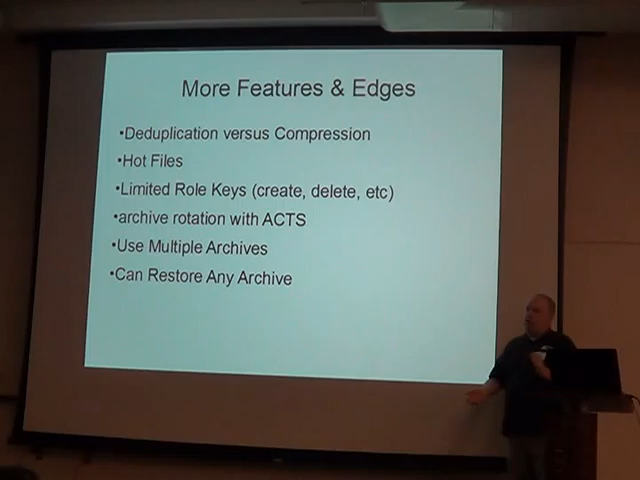 More Features & Edges
•Deduplication versus Compression
•Hot Files
•Limited Role Keys (create, delete, etc)
•archive rotation with ACTS
•Use Multiple Archives
•Can Restore Any Archive